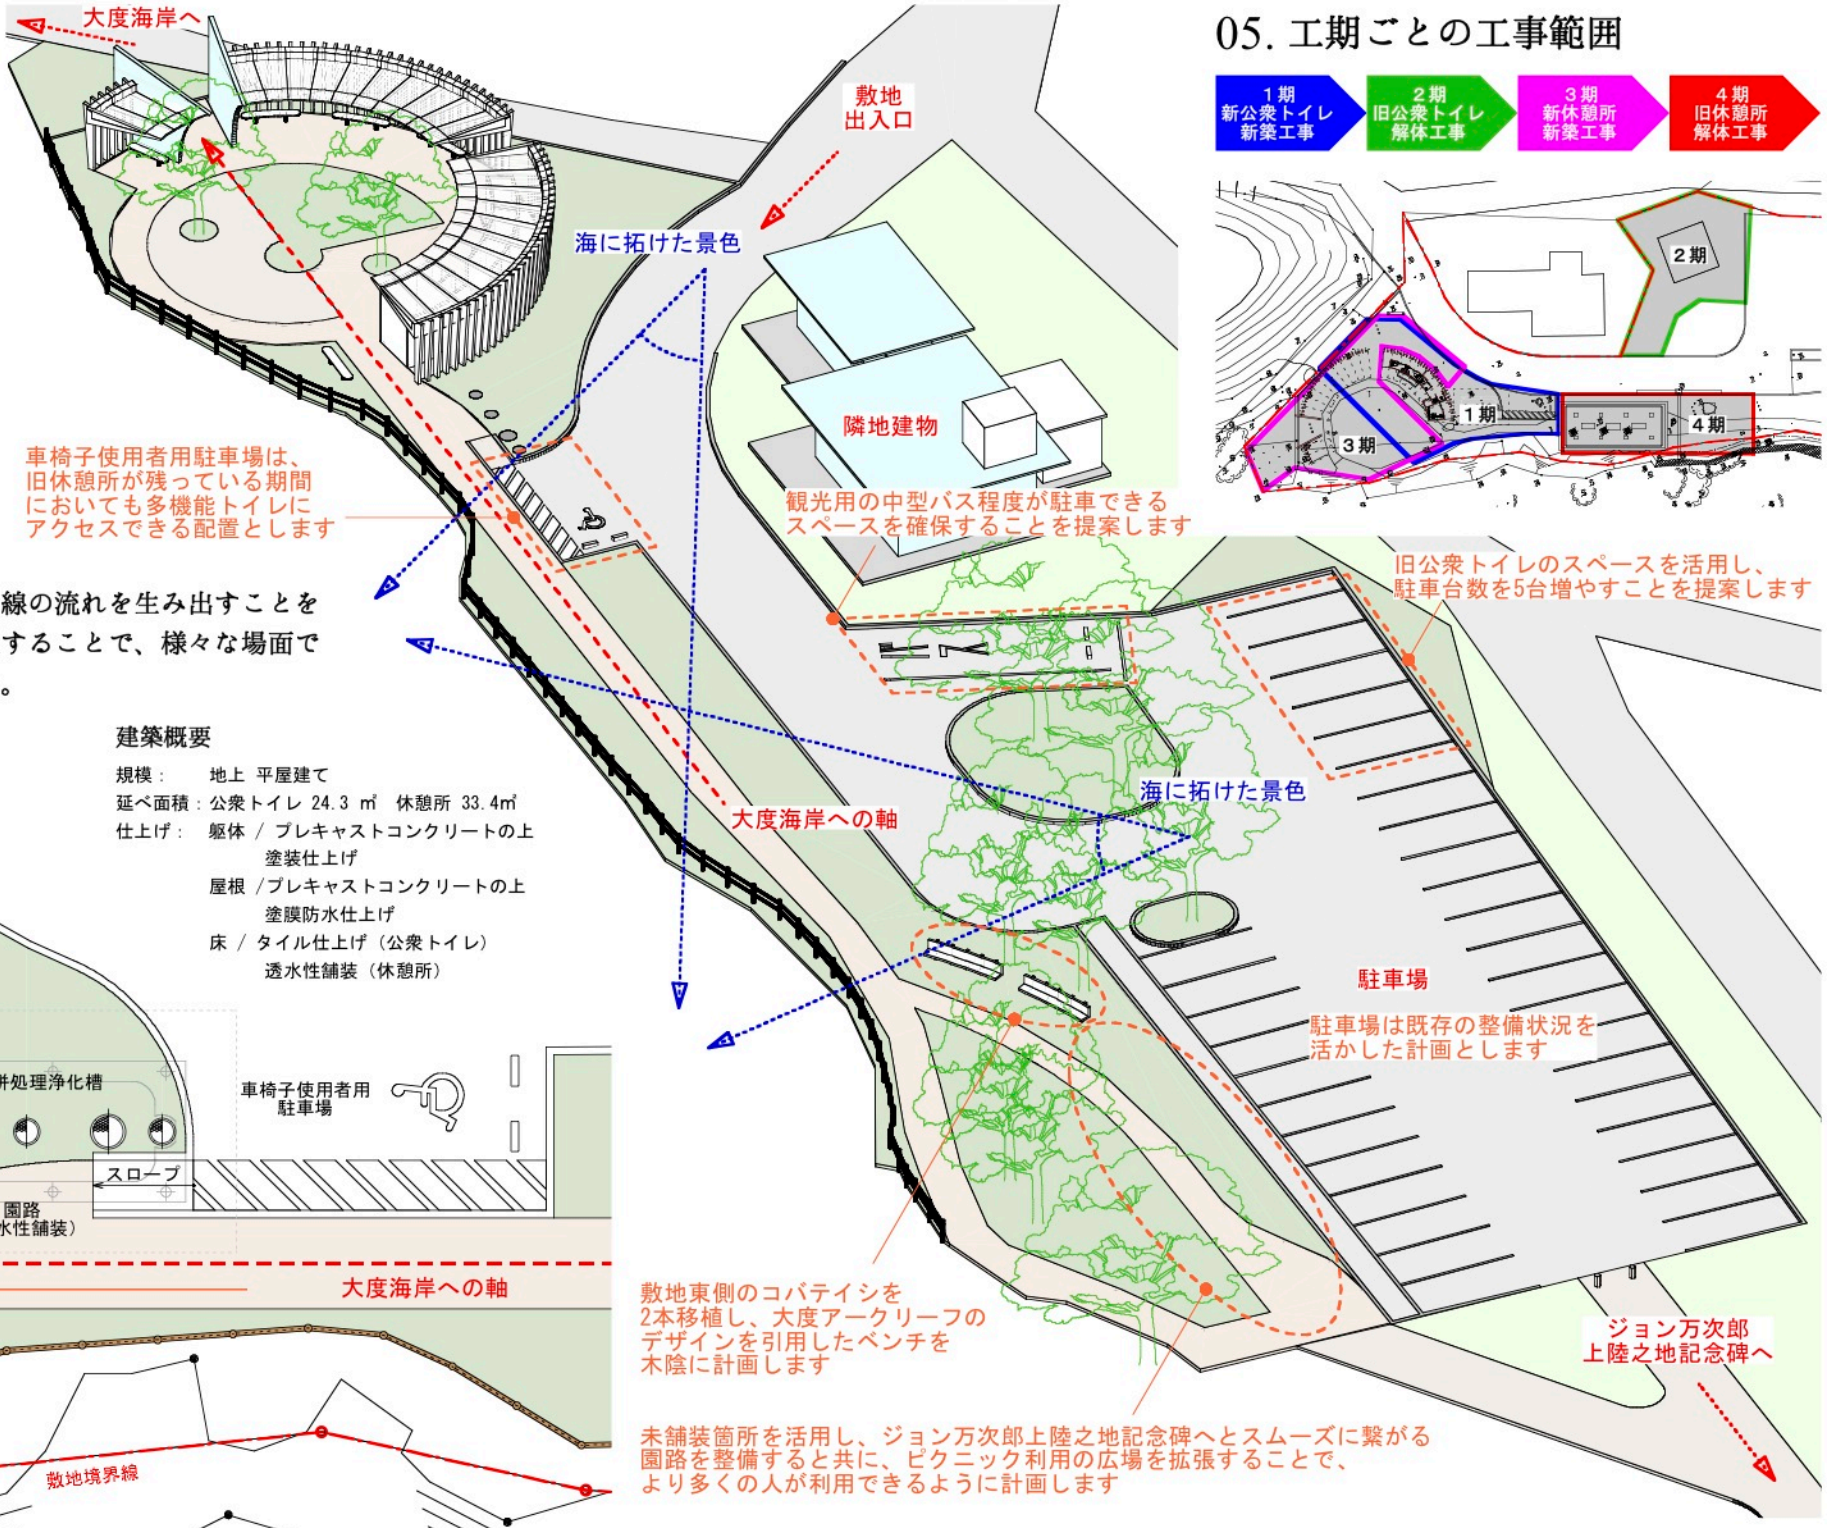 大度海岸へ
05. 工期ごとの工事範囲
1期
新公衆トイレ
新築工事
2期
旧公衆トイレ
解体工事
3期
新休憩所
新築工事
4期
旧休憩所
解体工事
敷地
出入口
海に拓けた景色
2期
1期
3期
4期
隣地建物
車椅子使用者用駐車場は、
旧休憩所が残っている期間
においても多機能トイレに
アクセスできる配置とします
観光用の中型バス程度が駐車できる
スペースを確保することを提案します
旧公衆トイレのスペースを活用し、
駐車台数を5台増やすことを提案します
線の流れを生み出すことを
することで、様々な場面で
。
建築概要
規模： 地上 平屋建て
延べ面積：公衆トイレ 24.3 ㎡ 休憩所 33.4㎡
仕上げ： 躯体 / プレキャストコンクリートの上
塗装仕上げ
屋根 /プレキャストコンクリートの上
塗膜防水仕上げ
床 / タイル仕上げ（公衆トイレ）
透水性舗装（休憩所）
大度海岸への軸
海に拓けた景色
駐車場
駐車場は既存の整備状況を
活かした計画とします
併処理浄化槽
車椅子使用者用
駐車場
スロープ
園路
水性舗装）
大度海岸への軸
敷地境界線
敷地東側のコバテイシを
2本移植し、大度アークリーフの
デザインを引用したベンチを
木陰に計画します
ジョン万次郎
上陸之地記念碑へ
未舗装箇所を活用し、ジョン万次郎上陸之地記念碑へとスムーズに繋がる
園路を整備すると共に、ピクニック利用の広場を拡張することで、
より多くの人が利用できるように計画します